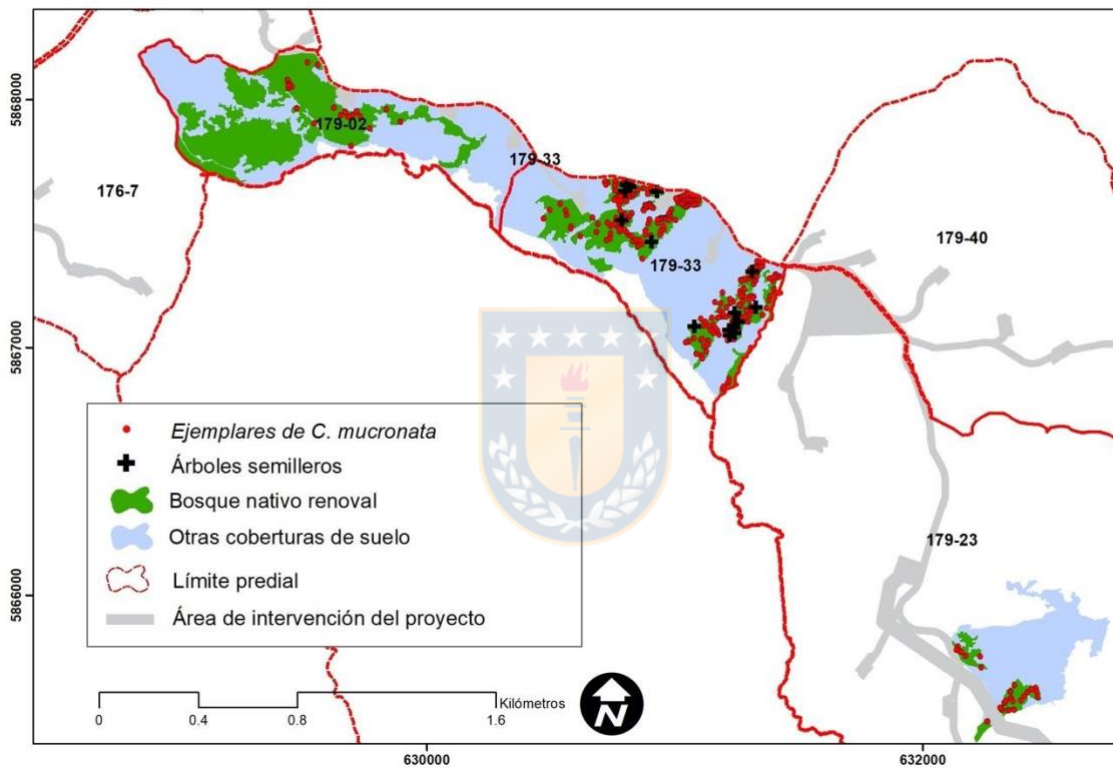 5868000
179-02
176-7
179-33
179-40
179-33
5867000
Ejemplares de C. mucronata
Árboles semilleros
Bosque nativo renoval
Otras coberturas de suelo
Límite predial
Área de intervención del proyecto
179-23
5866000
Kilómetros
0 0.4 0.8 1.6
N
630000 632000